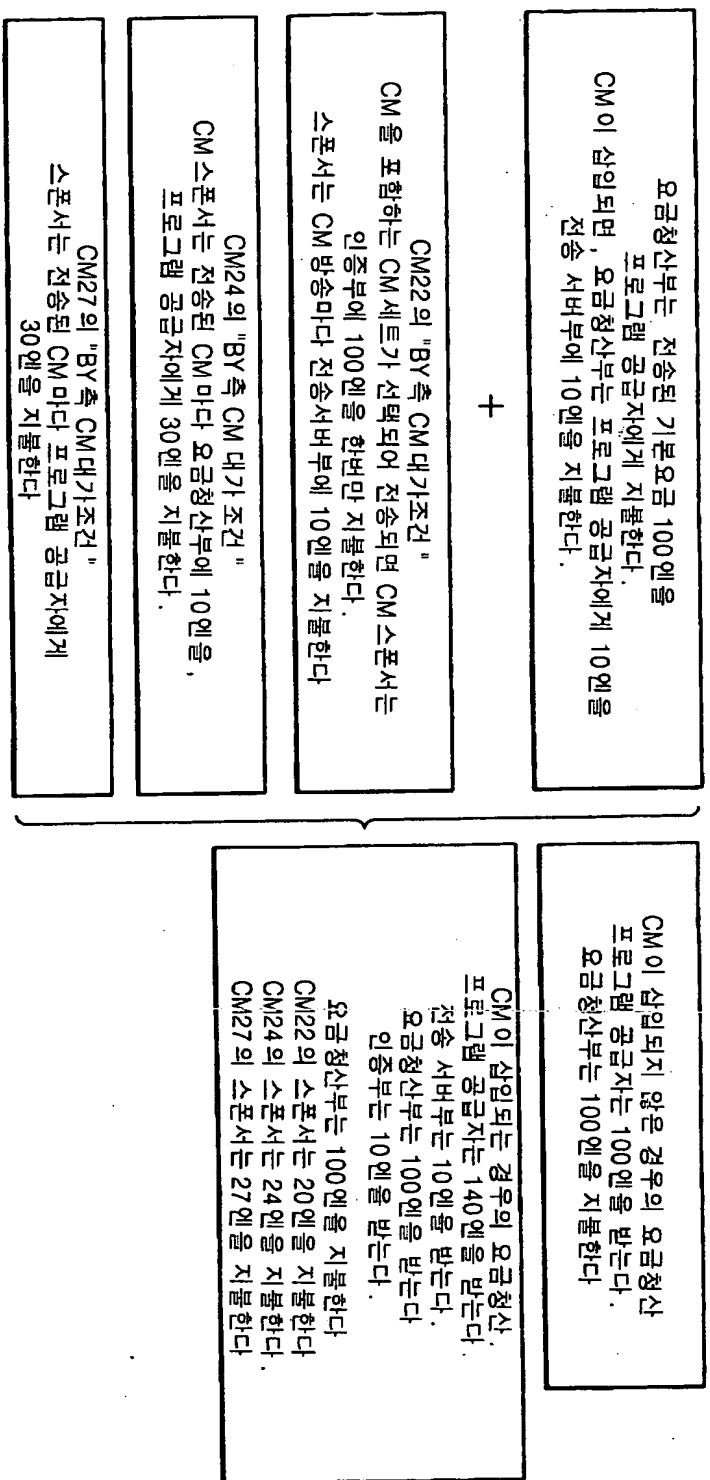 요금청산부는 전송된 기본요금 100엔을
프로그램 공급자에게 지불한다.
CM이 삽입되면, 요금청산부는 프로그램 공급자에게 10엔을
전송 서버부에 10엔을 지불한다.
+
CM22의 "BY측 CM대가조건"
CM을 포함하는 CM세트가 선택되어 전송되면 CM스폰서는
인증부에 100엔을 한번만 지불한다.
스폰서는 CM 방송마다 전송서버부에 10엔을 지불한다
CM24의 "BY측 CM 대가 조건"
CM스폰서는 전송된 CM마다 요금청산부에 10엔을,
프로그램 공급자에게 30엔을 지불한다.
CM27의 "BY측 CM대가조건"
스폰서는 전송된 CM마다 프로그램 공급자에게
30엔을 지불한다
CM이 삽입되지 않은 경우의 요금청산
프로그램 공급자는 100엔을 받는다.
요금청산부는 100엔을 지불한다
CM이 삽입되는 경우의 요금청산.
프로그램 공급자는 140엔을 받는다.
전송 서버부는 10엔을 받는다.
요금청산부는 100엔을 받는다
인증부는 10엔을 받는다.
요금청산부는 100엔을 지불한다
CM22의 스폰서는 20엔을 지불한다
CM24의 스폰서는 24엔을 지불한다.
CM27의 스폰서는 27엔을 지불한다